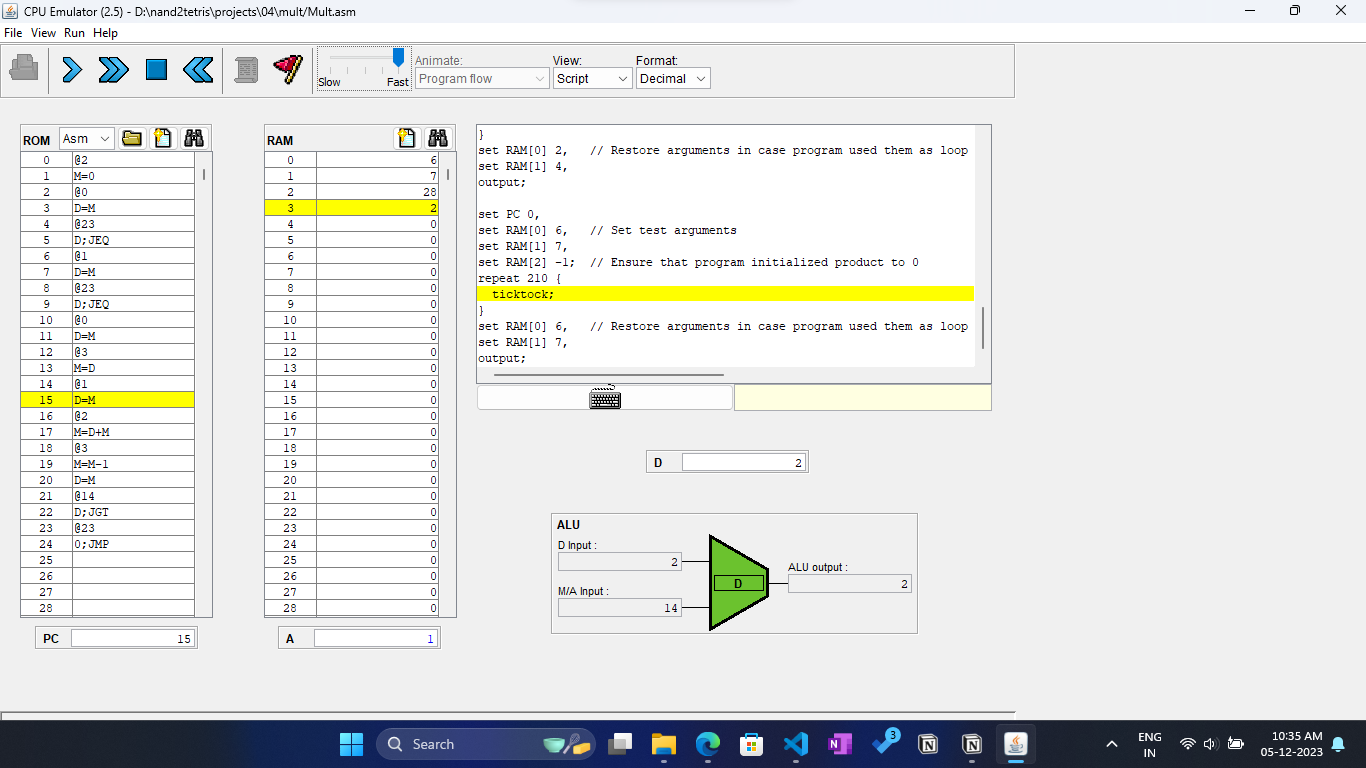 CPU Emulator (2.5) - D:\nand2tetris\projects\04\mult/Mult.asm
File View Run Help
Slow Fast
Animate:
Program flow
View:
Script
Format:
Decimal
ROM Asm
0 @2
1 M=0
2 @0
3 D=M
4 @23
5 D;JEQ
6 @1
7 D=M
8 @23
9 D;JEQ
10 @0
11 D=M
12 @3
13 M=D
14 @1
15 D=M
16 @2
17 M=D+M
18 @3
19 M=M-1
20 D=M
21 @14
22 D;JGT
23 @23
24 0;JMP
25
26
27
28
PC 15
RAM
0 6
1 7
2 28
3 2
4 0
5 0
6 0
7 0
8 0
9 0
10 0
11 0
12 0
13 0
14 0
15 0
16 0
17 0
18 0
19 0
20 0
21 0
22 0
23 0
24 0
25 0
26 0
27 0
28 0
A 1
}
set RAM[0] 2,   // Restore arguments in case program used them as loop
set RAM[1] 4,
output;
set PC 0,
set RAM[0] 6,   // Set test arguments
set RAM[1] 7,
set RAM[2] -1;  // Ensure that program initialized product to 0
repeat 210 {
ticktock;
}
set RAM[0] 6,   // Restore arguments in case program used them as loop
set RAM[1] 7,
output;
D 2
ALU
D Input :
2
M/A Input :
14
D
ALU output :
2
Search
3
ENG
IN
10:35 AM
05-12-2023